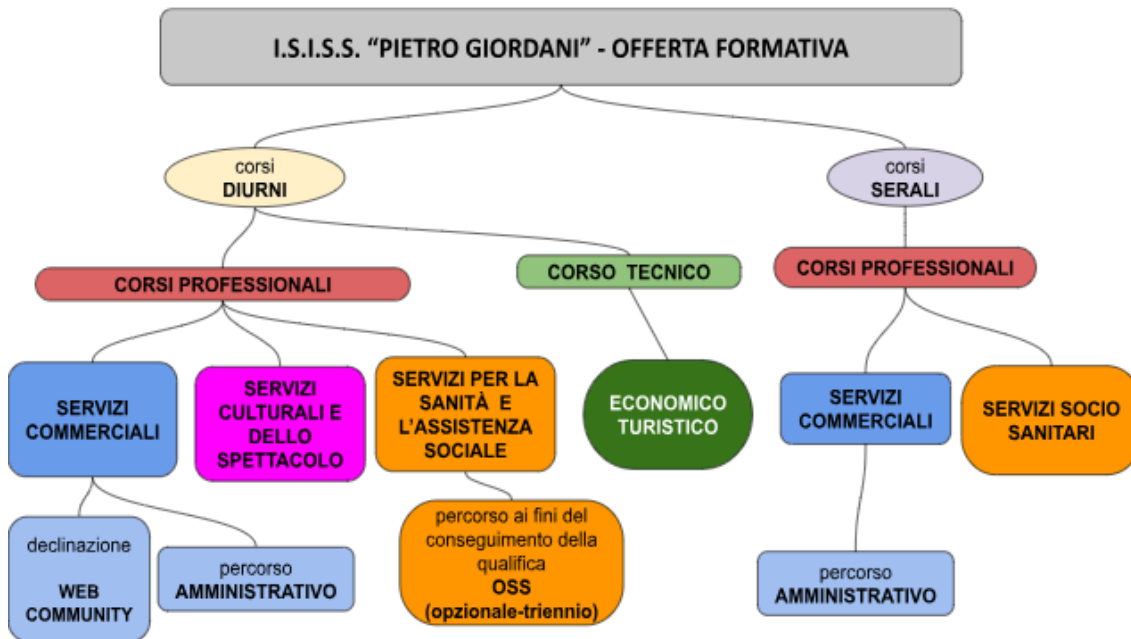 I.S.I.S.S. “PIETRO GIORDANI” - OFFERTA FORMATIVA
corsi
DIURNI
corsi
SERALI
CORSI PROFESSIONALI
CORSO TECNICO
CORSI PROFESSIONALI
SERVIZI
COMMERCIALI
SERVIZI
CULTURALI E
DELLO
SPETTACOLO
SERVIZI PER LA
SANITÀ E
L’ASSISTENZA
SOCIALE
ECONOMICO
TURISTICO
SERVIZI
COMMERCIALI
SERVIZI SOCIO
SANITARI
declinazione
WEB
COMMUNITY
percorso
AMMINISTRATIVO
percorso ai fini del
conseguimento della
qualifica
OSS
(opzionale-triennio)
percorso
AMMINISTRATIVO